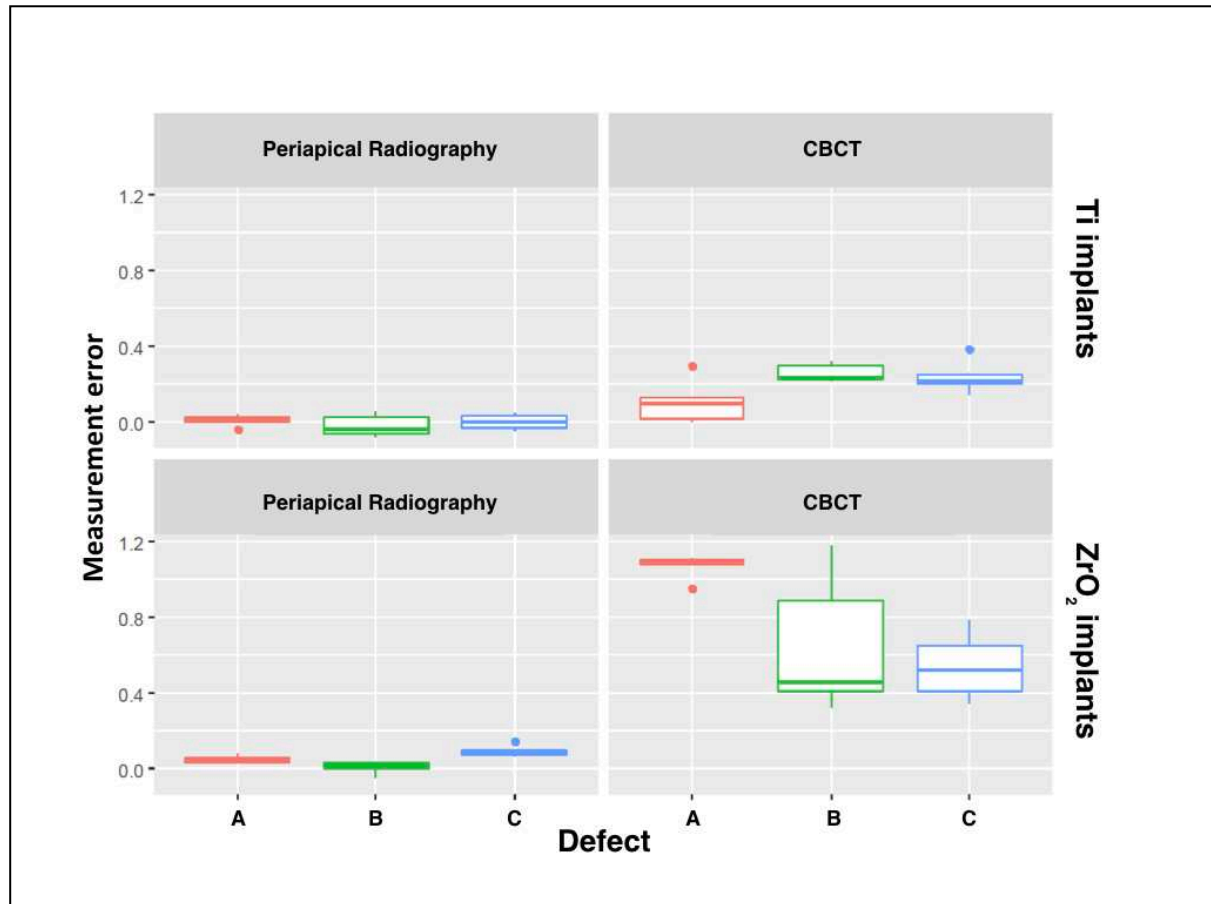 Periapical Radiography
CBCT
1.2
0.8
0.4
0.0
Ti implants
Measurement error
Periapical Radiography
CBCT
1.2
0.8
0.4
0.0
ZrO₂ implants
A
B
C
A
B
C
Defect